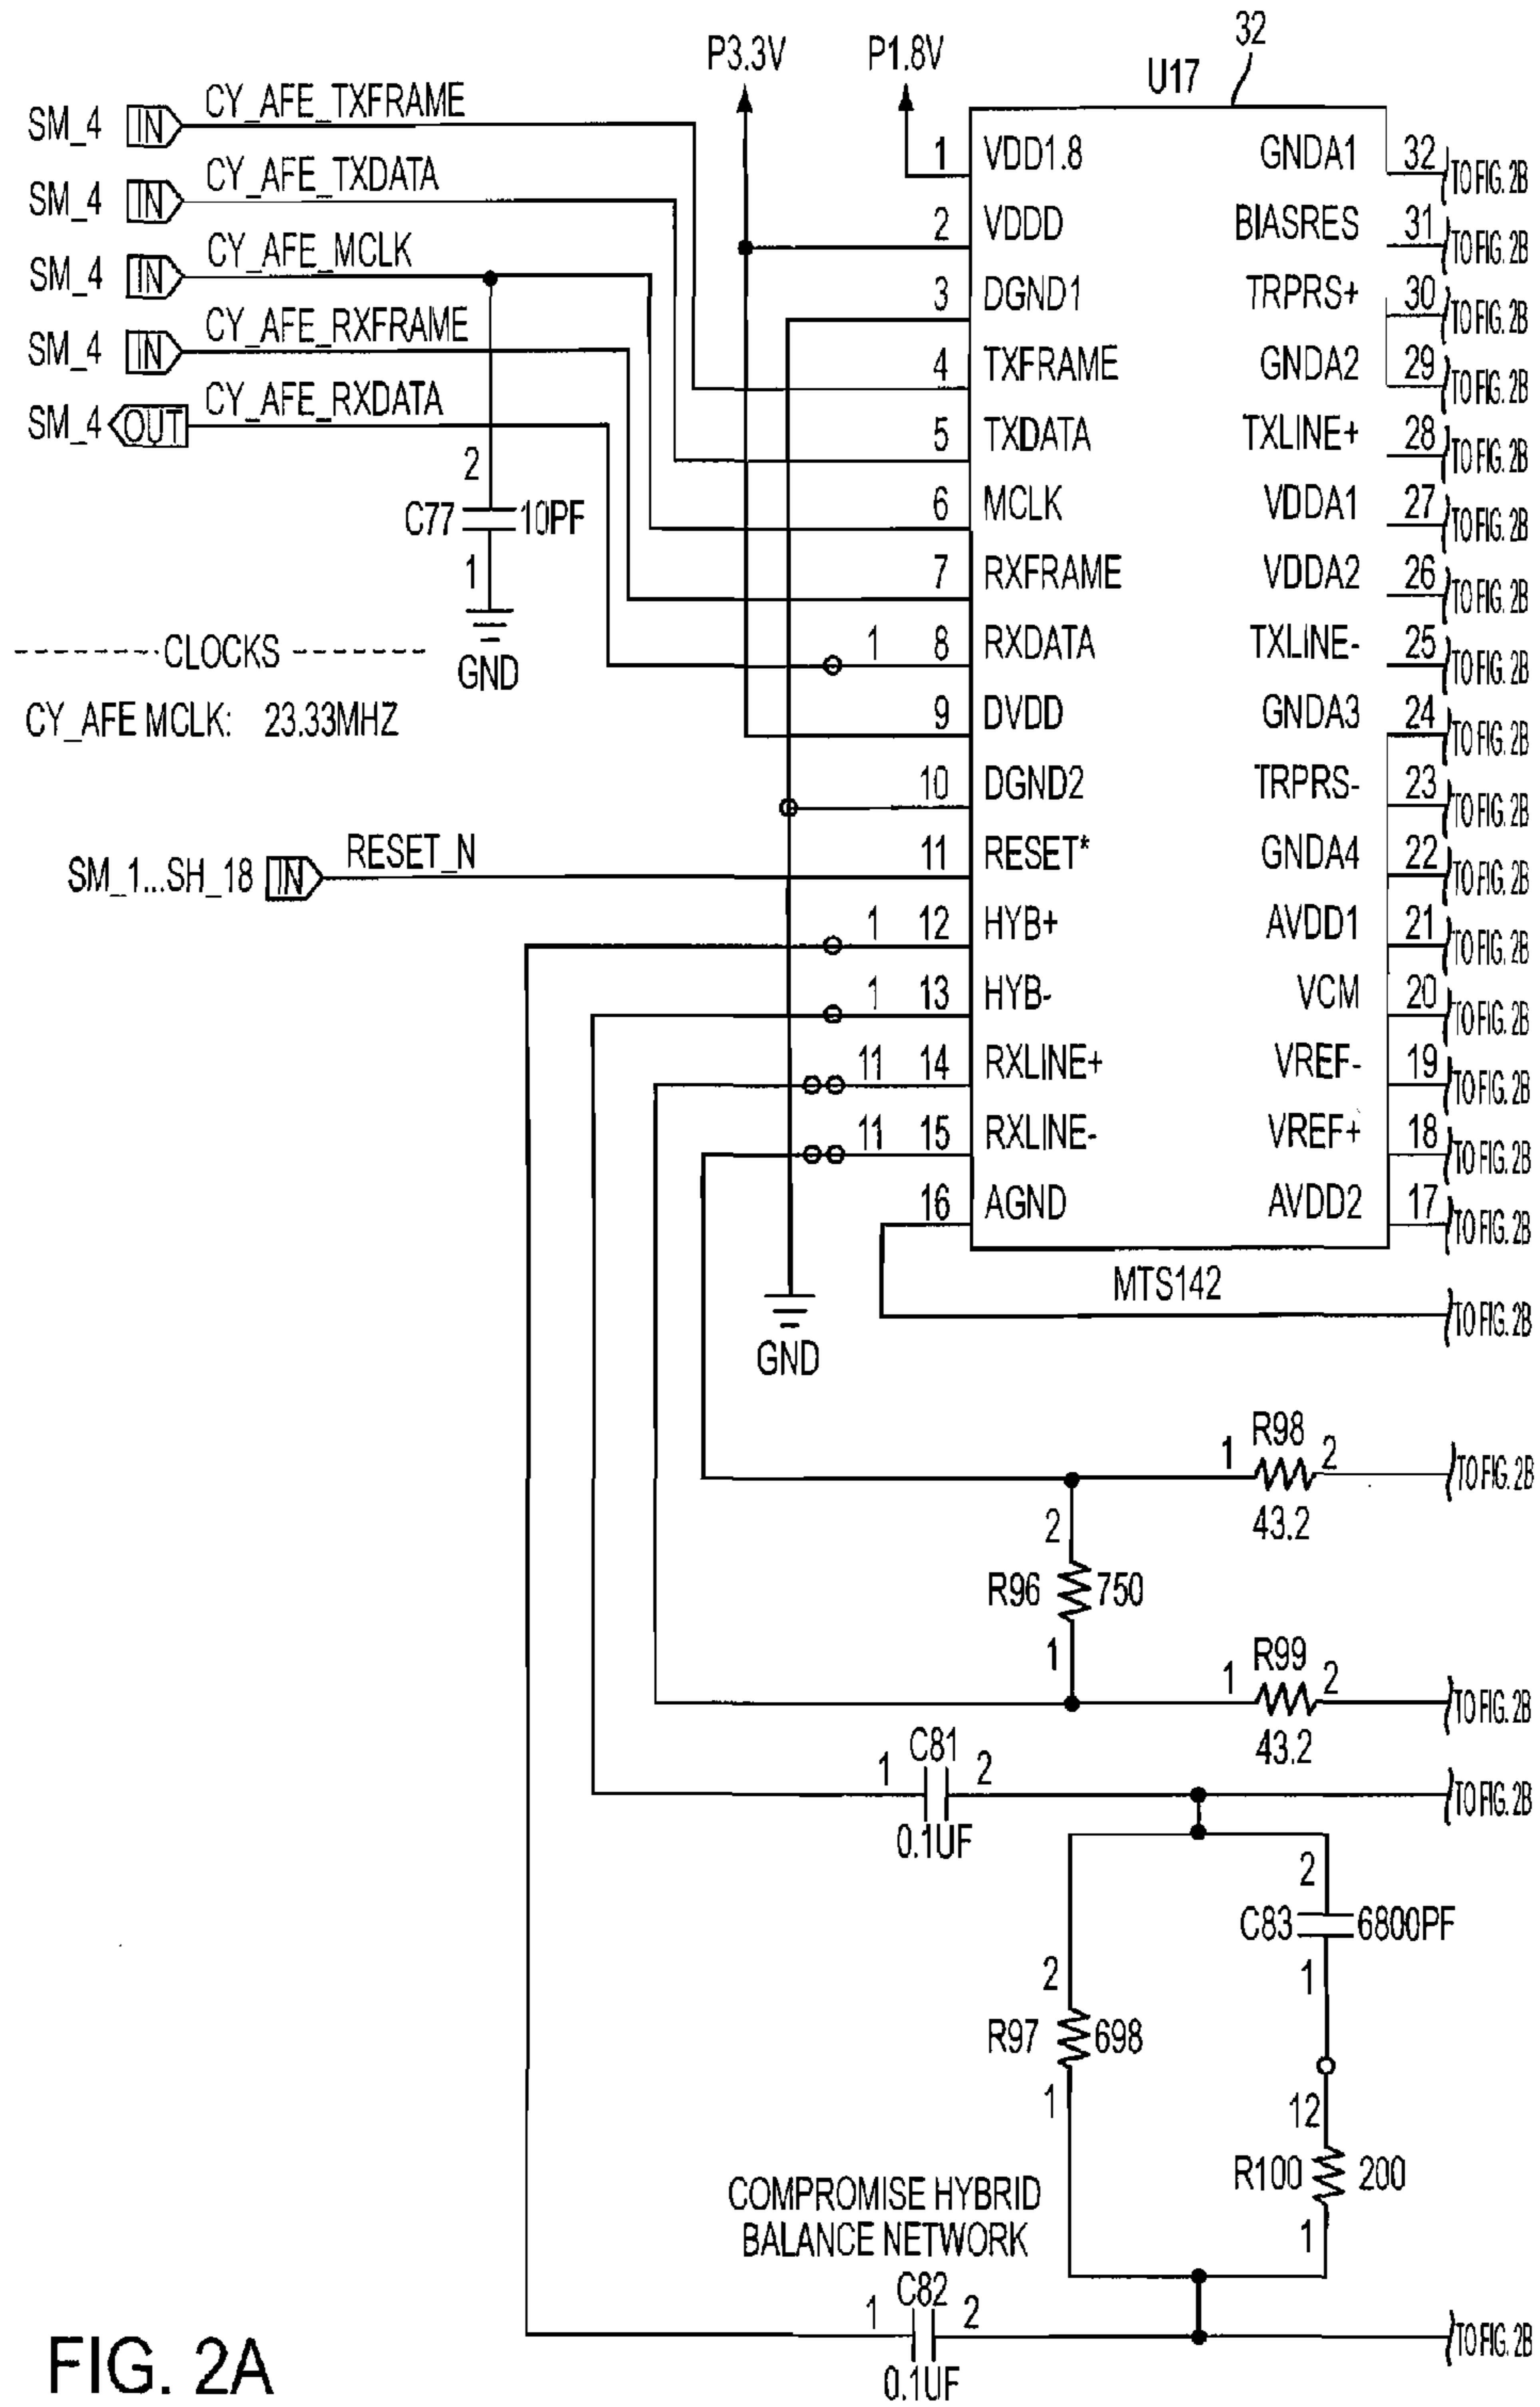 32
P3.3V P1.8V U17
SM_4 IN CY_AFE_TXFRAME
SM_4 IN CY_AFE_TXDATA
SM_4 IN CY_AFE_MCLK
SM_4 IN CY_AFE_RXFRAME
SM_4 OUT CY_AFE_RXDATA
2
C77 10PF
1
GND
--------CLOCKS -------
CY_AFE MCLK: 23.33MHZ
SM_1...SH_18 IN RESET_N
1 VDD1.8 GNDA1 32 TO FIG. 2B
2 VDDD BIASRES 31 TO FIG. 2B
3 DGND1 TRPRS+ 30 TO FIG. 2B
4 TXFRAME GNDA2 29 TO FIG. 2B
5 TXDATA TXLINE+ 28 TO FIG. 2B
6 MCLK VDDA1 27 TO FIG. 2B
7 RXFRAME VDDA2 26 TO FIG. 2B
1 8 RXDATA TXLINE- 25 TO FIG. 2B
9 DVDD GNDA3 24 TO FIG. 2B
10 DGND2 TRPRS- 23 TO FIG. 2B
11 RESET* GNDA4 22 TO FIG. 2B
1 12 HYB+ AVDD1 21 TO FIG. 2B
1 13 HYB- VCM 20 TO FIG. 2B
11 14 RXLINE+ VREF- 19 TO FIG. 2B
11 15 RXLINE- VREF+ 18 TO FIG. 2B
16 AGND AVDD2 17 TO FIG. 2B
MTS142
TO FIG. 2B
GND
1 R98 2 TO FIG. 2B
43.2
2
R96 750
1
1 R99 2 TO FIG. 2B
43.2
1 C81 2 TO FIG. 2B
0.1UF
2
C83 6800PF
1
2
R97 698
1
12
R100 200
1
COMPROMISE HYBRID
BALANCE NETWORK
1 C82 2 TO FIG. 2B
0.1UF
FIG. 2A